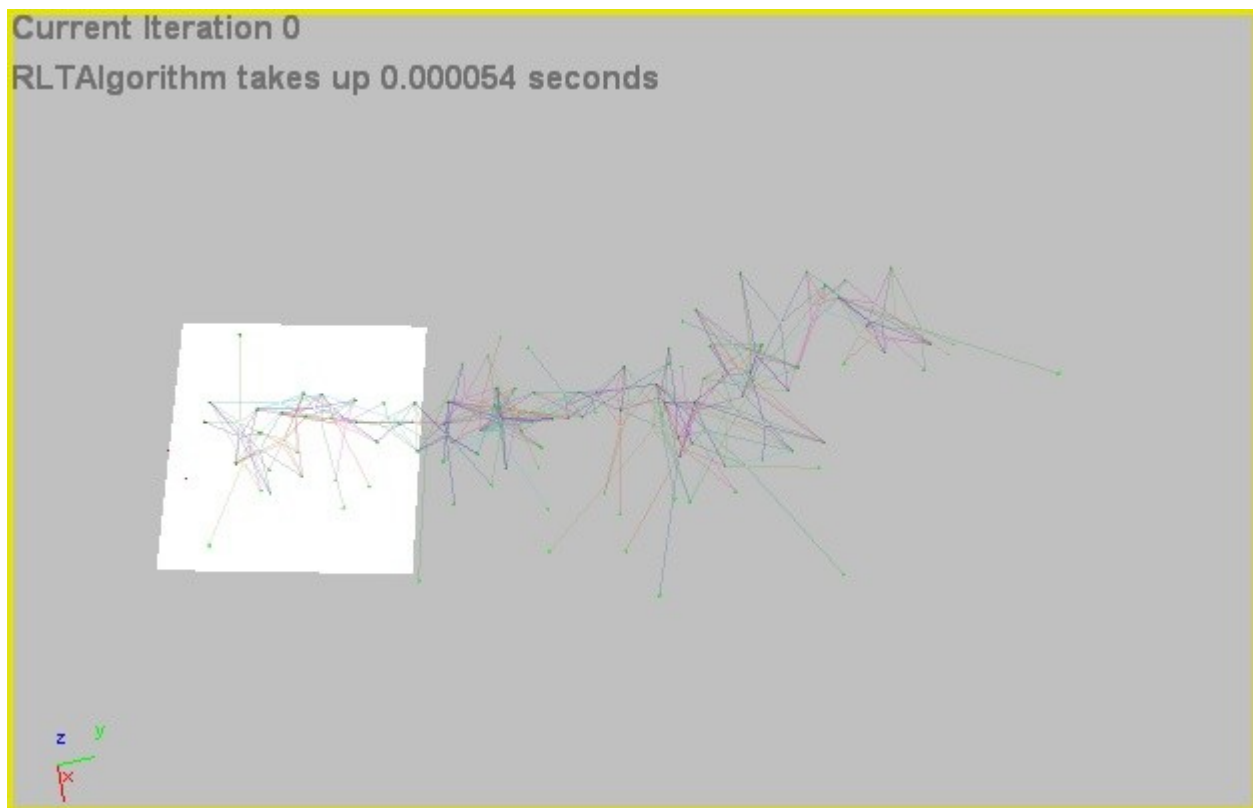 Current Iteration 0
RLTAlgorithm takes up 0.000054 seconds
z y
x